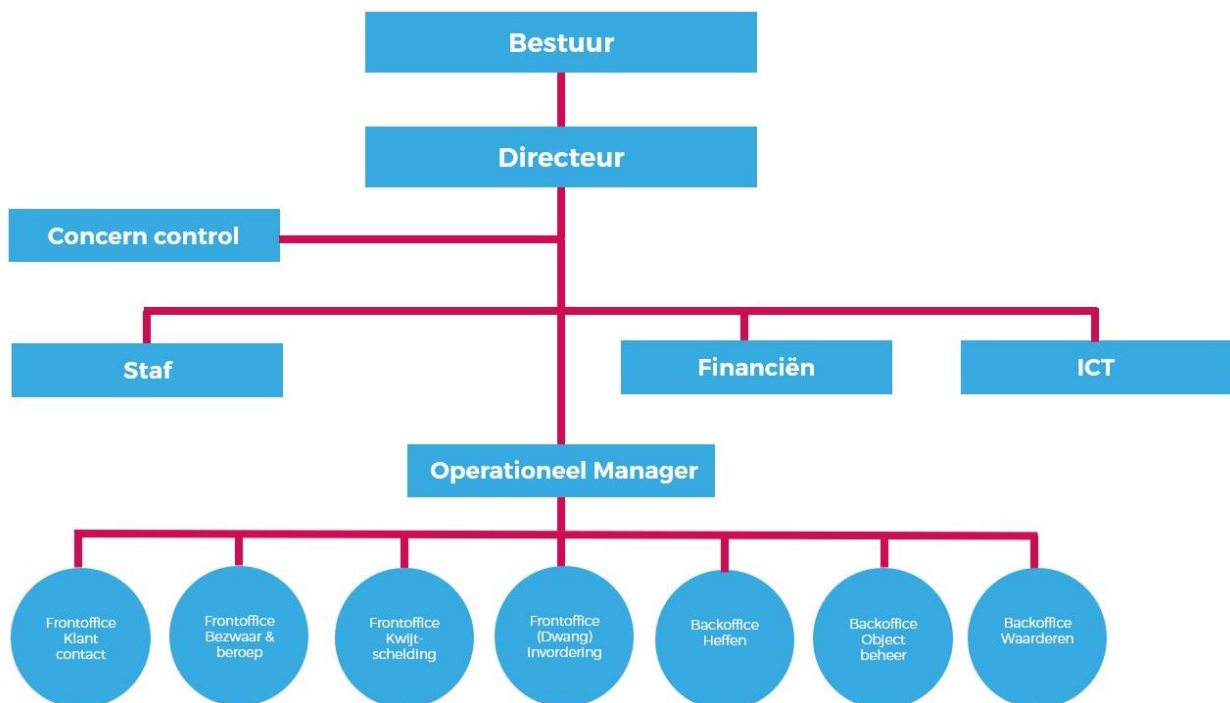 Bestuur
Directeur
Concern control
Staf
Financiën
ICT
Operationeel Manager
Frontoffice
Klant
contact
Frontoffice
Bezwaar &
beroep
Frontoffice
Kwijt-
schelding
Frontoffice
(Dwang)
Invordering
Backoffice
Heffen
Backoffice
Object
beheer
Backoffice
Waarderen